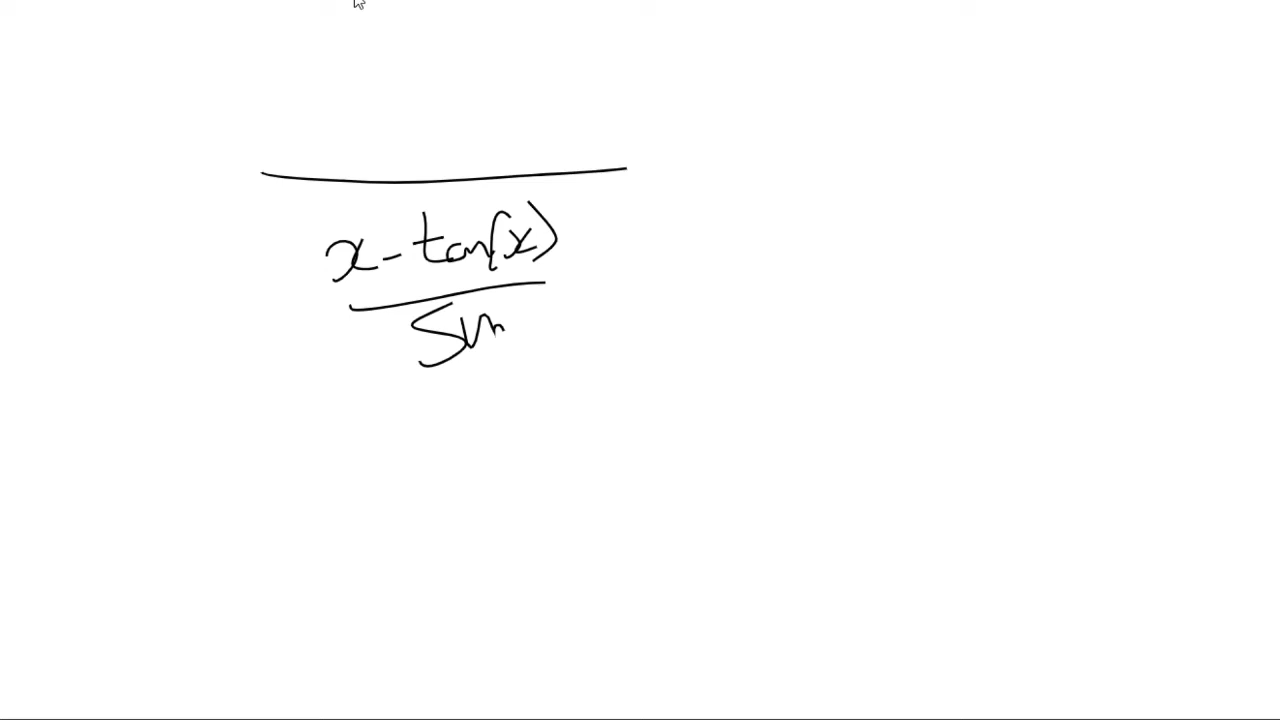 x - tan(x)
sin